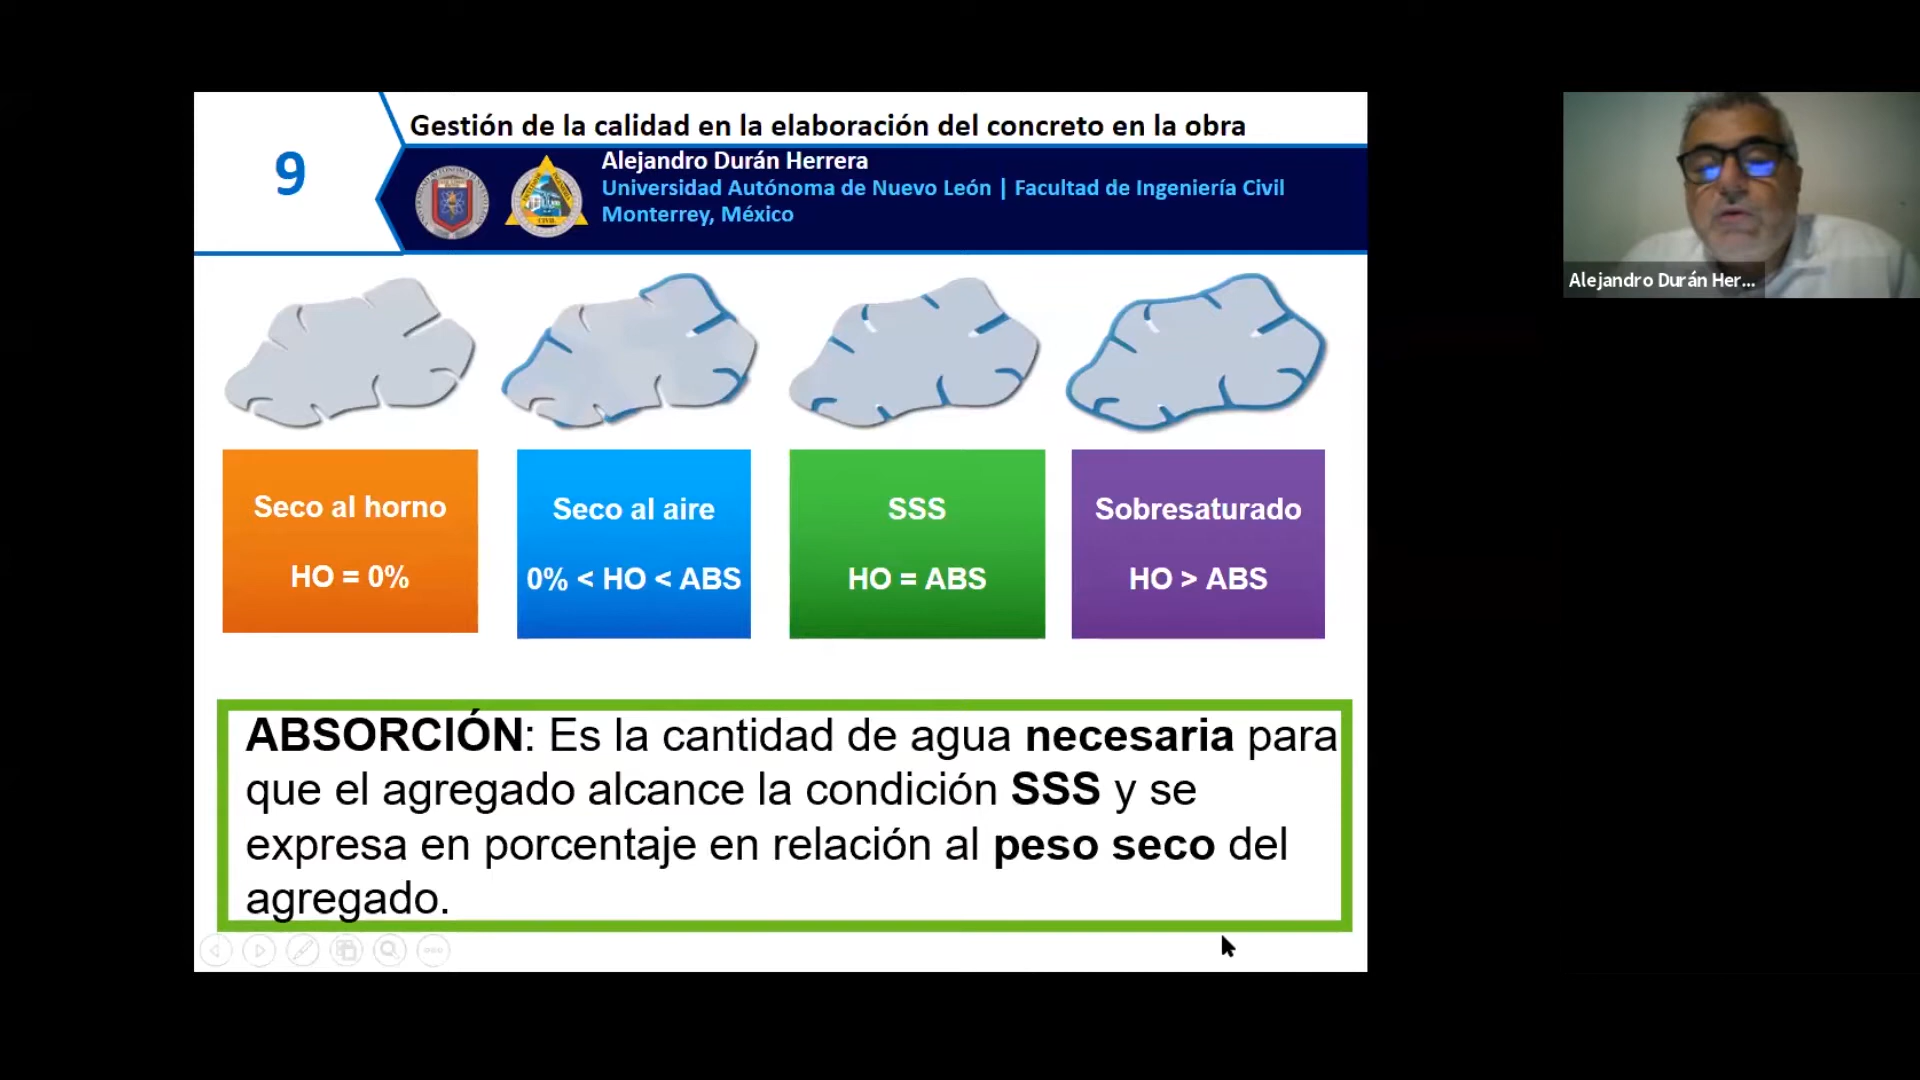 9
Gestión de la calidad en la elaboración del concreto en la obra
Alejandro Durán Herrera
Universidad Autónoma de Nuevo León | Facultad de Ingeniería Civil
Monterrey, México
CIVIL
Alejandro Durán Her...
Seco al horno
HO = 0%
Seco al aire
0% < HO < ABS
SSS
HO = ABS
Sobresaturado
HO > ABS
ABSORCIÓN: Es la cantidad de agua necesaria para
que el agregado alcance la condición SSS y se
expresa en porcentaje en relación al peso seco del
agregado.